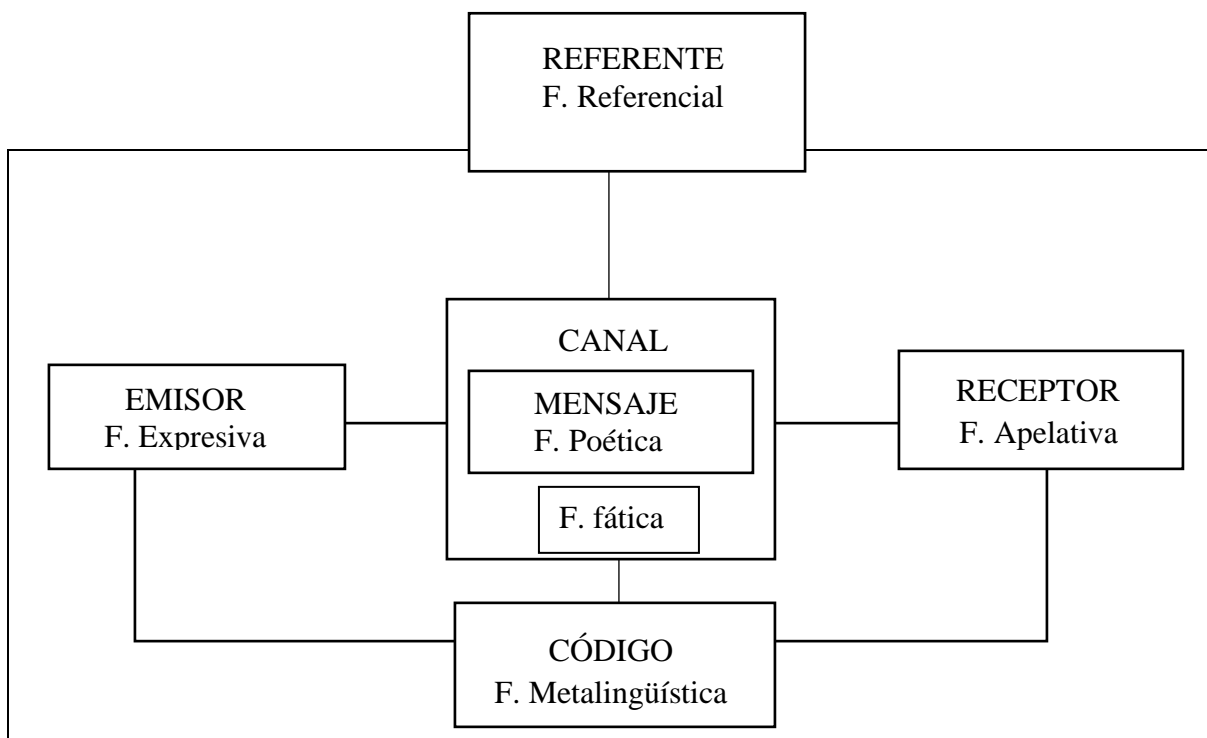 REFERENTE
F. Referencial
CANAL
EMISOR
F. Expresiva
MENSAJE
F. Poética
RECEPTOR
F. Apelativa
F. fática
CÓDIGO
F. Metalingüística